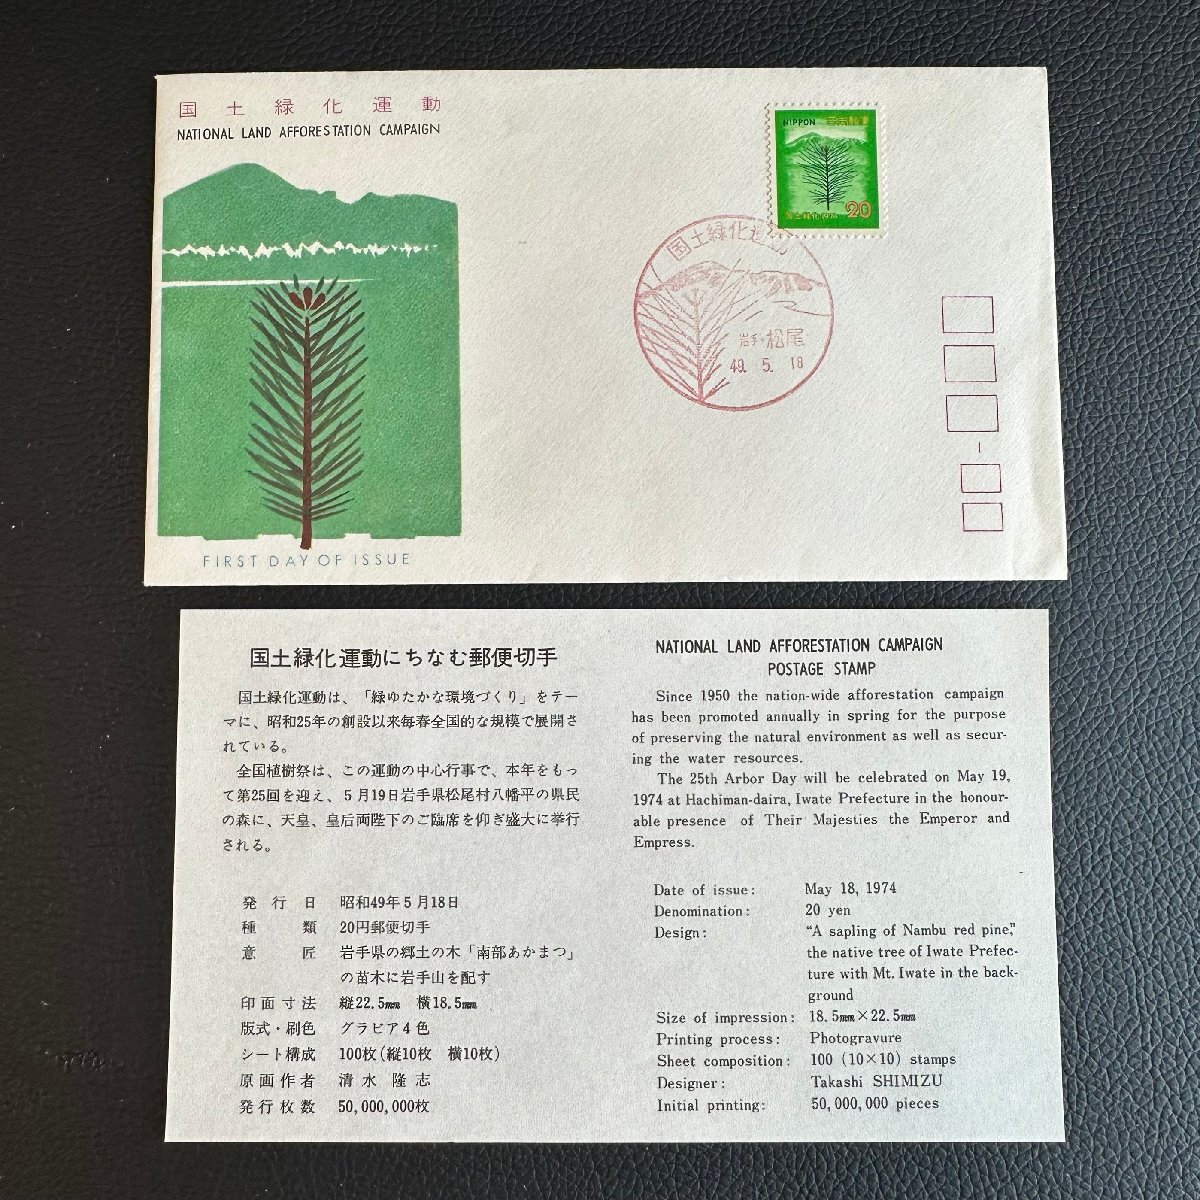 国土緑化運動
NATIONAL LAND AFFORESTATION CAMPAIGN
FIRST DAY OF ISSUE
NIPPON 日本郵便
国土緑化1974
20
国土緑化運動
岩手・松尾
49. 5. 18
国土緑化運動にちなむ郵便切手
国土緑化運動は、「緑ゆたかな環境づくり」をテー
マに、昭和25年の創設以来毎春全国的な規模で展開さ
れている。
全国植樹祭は、この運動の中心行事で、本年をもっ
て第25回を迎え、5月19日岩手県松尾村八幡平の県民
の森に、天皇、皇后両陛下のご臨席を仰ぎ盛大に挙行
される。
発行日 昭和49年5月18日
種類 20円郵便切手
意匠 岩手県の郷土の木「南部あかまつ」
の苗木に岩手山を配す
印面寸法 縦22.5mm 横18.5mm
版式・刷色 グラビア4色
シート構成 100枚(縦10枚 横10枚)
原画作者 清水隆志
発行枚数 50,000,000枚
NATIONAL LAND AFFORESTATION CAMPAIGN
POSTAGE STAMP
Since 1950 the nation-wide afforestation campaign
has been promoted annually in spring for the purpose
of preserving the natural environment as well as secur-
ing the water resources.
The 25th Arbor Day will be celebrated on May 19,
1974 at Hachiman-daira, Iwate Prefecture in the honour-
able presence of Their Majesties the Emperor and
Empress.
Date of issue: May 18, 1974
Denomination: 20 yen
Design: "A sapling of Nambu red pine,"
the native tree of Iwate Prefec-
ture with Mt. Iwate in the back-
ground
Size of impression: 18.5mm×22.5mm
Printing process: Photogravure
Sheet composition: 100 (10×10) stamps
Designer: Takashi SHIMIZU
Initial printing: 50,000,000 pieces